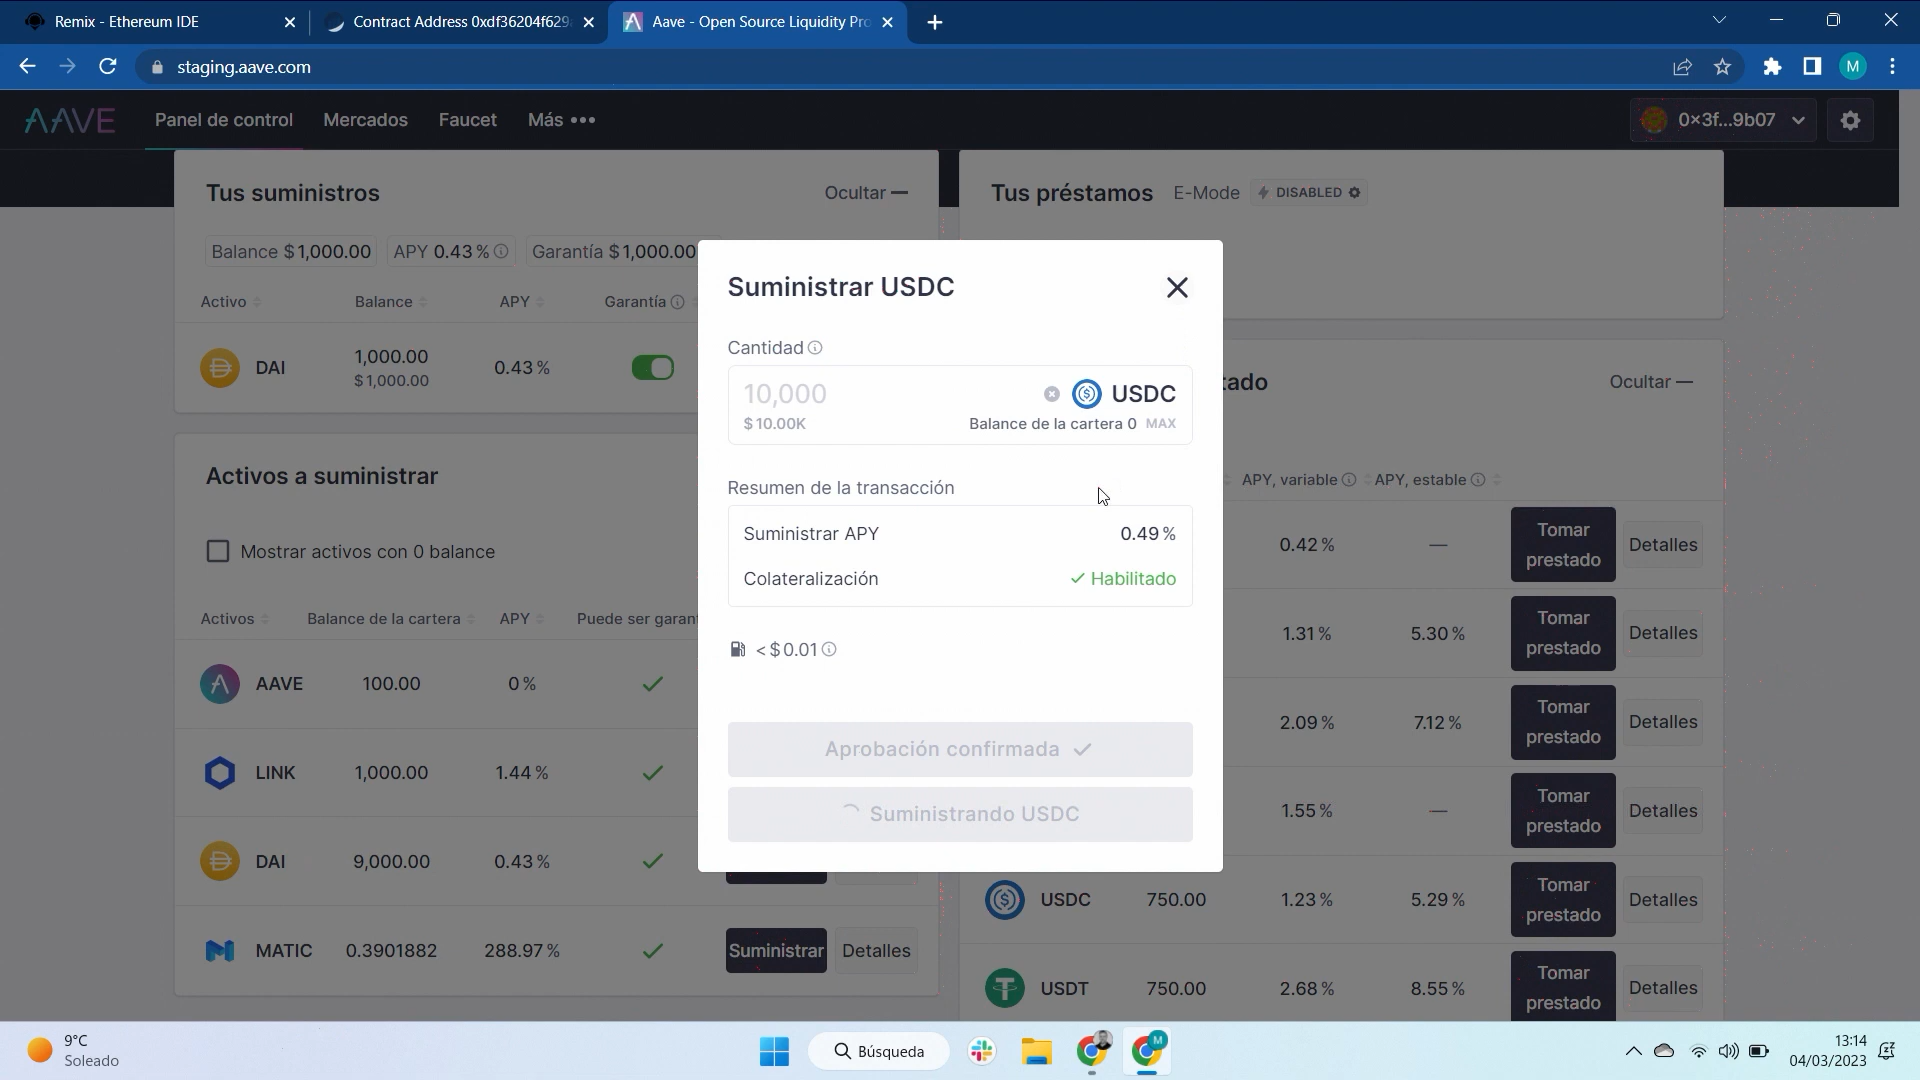 Remix - Ethereum IDE
Contract Address 0xdf36204f629
Aave - Open Source Liquidity Pro
staging.aave.com
M
AAVE
Panel de control
Mercados
Faucet
Más
0×3f...9b07
Tus suministros
Ocultar —
Tus préstamos
E-Mode
DISABLED
Balance $ 1,000.00
APY 0.43 %
Garantía $ 1,000.00
Activo
Balance
APY
Garantía
DAI
1,000.00
$ 1,000.00
0.43 %
Suministrar USDC
Cantidad
10,000
USDC
$ 10.00K
Balance de la cartera 0 MAX
Resumen de la transacción
Suministrar APY
0.49 %
Colateralización
Habilitado
< $ 0.01
Aprobación confirmada
Suministrando USDC
Activos a suministrar
Mostrar activos con 0 balance
Activos
Balance de la cartera
APY
Puede ser garant
AAVE
100.00
0 %
LINK
1,000.00
1.44 %
DAI
9,000.00
0.43 %
MATIC
0.3901882
288.97 %
Suministrar
Detalles
tado
Ocultar —
APY, variable
APY, estable
0.42 %
—
Tomar
prestado
Detalles
1.31 %
5.30 %
Tomar
prestado
Detalles
2.09 %
7.12 %
Tomar
prestado
Detalles
1.55 %
—
Tomar
prestado
Detalles
USDC
750.00
1.23 %
5.29 %
Tomar
prestado
Detalles
USDT
750.00
2.68 %
8.55 %
Tomar
prestado
Detalles
9°C
Soleado
Búsqueda
M
13:14
04/03/2023